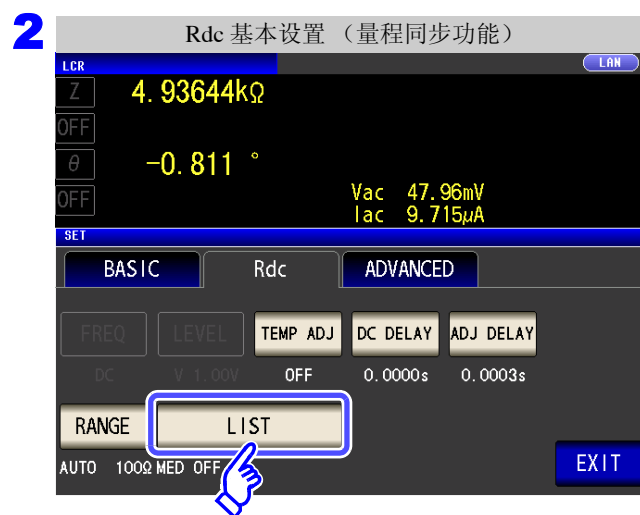 2
Rdc 基本设置 （量程同步功能）
LCR
LAN
Z 4.93644kΩ
OFF
θ -0.811 °
OFF
Vac 47.96mV
Iac 9.715µA
SET
BASIC Rdc ADVANCED
FREQ LEVEL TEMP ADJ DC DELAY ADJ DELAY
DC V 1.00V OFF 0.0000s 0.0003s
RANGE LIST
AUTO 100Ω MED OFF
EXIT